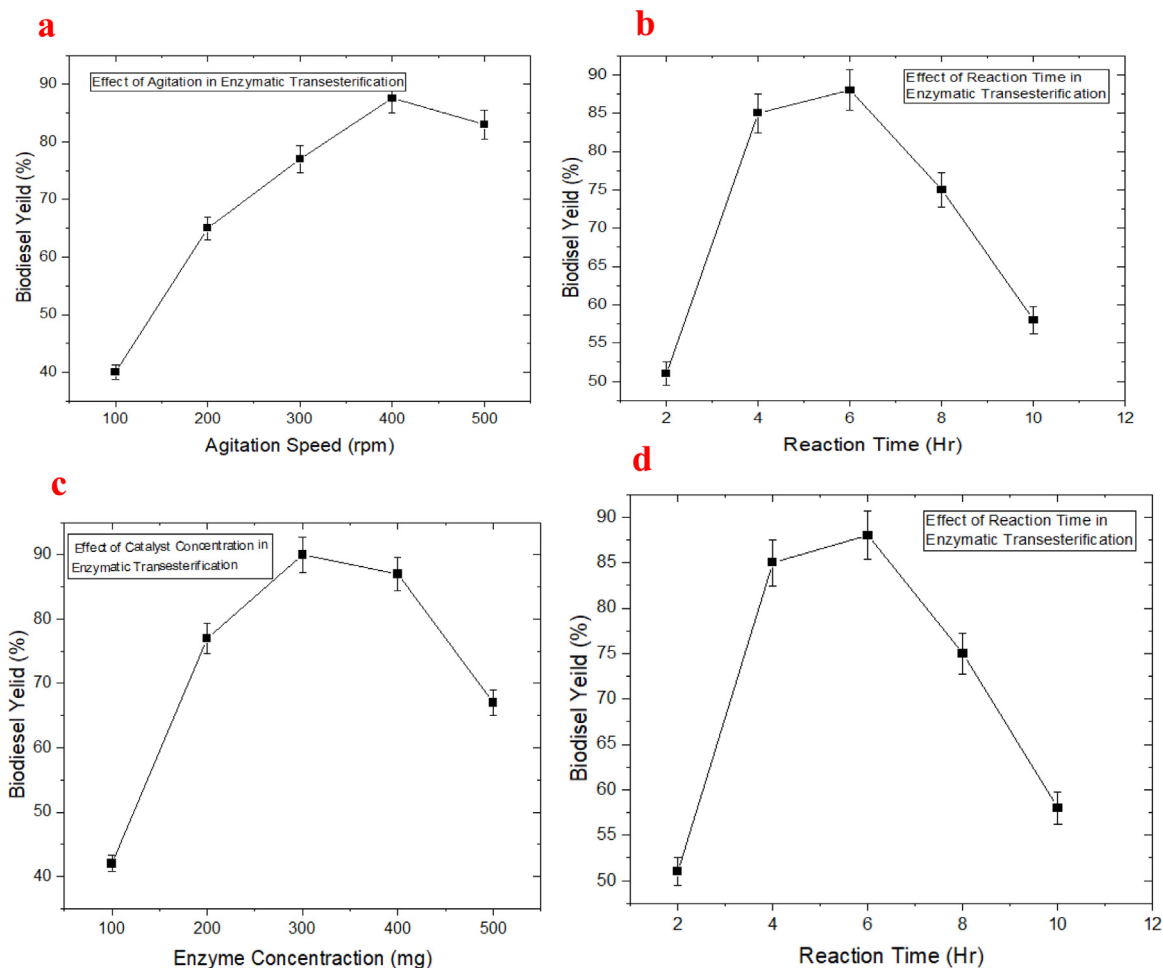 a
Effect of Agitation in Enzymatic Transesterification
90
80
70
60
50
40
Biodiesel Yeild (%)
100 200 300 400 500
Agitation Speed (rpm)
b
Effect of Reaction Time in
Enzymatic Transesterification
90
85
80
75
70
65
60
55
50
Biodisel Yeild (%)
2 4 6 8 10 12
Reaction Time (Hr)
c
Effect of Catalyst Concentration in
Enzymatic Transesterification
90
80
70
60
50
40
Biodiesel Yelid (%)
100 200 300 400 500
Enzyme Concentraction (mg)
d
Effect of Reaction Time in
Enzymatic Transesterification
90
85
80
75
70
65
60
55
50
Biodisel Yeild (%)
2 4 6 8 10 12
Reaction Time (Hr)